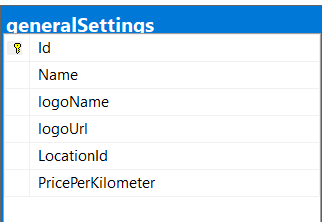 generalSettings
Id
Name
logoName
logoUrl
LocationId
PricePerKilometer